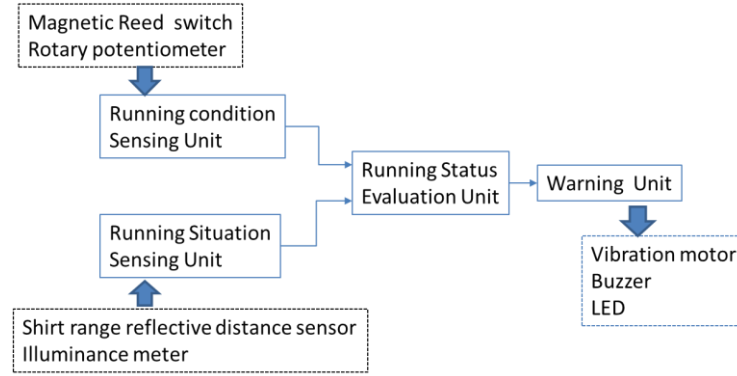 Magnetic Reed switch
Rotary potentiometer
Running condition
Sensing Unit
Running Status
Evaluation Unit
Warning Unit
Running Situation
Sensing Unit
Vibration motor
Buzzer
LED
Shirt range reflective distance sensor
Illuminance meter